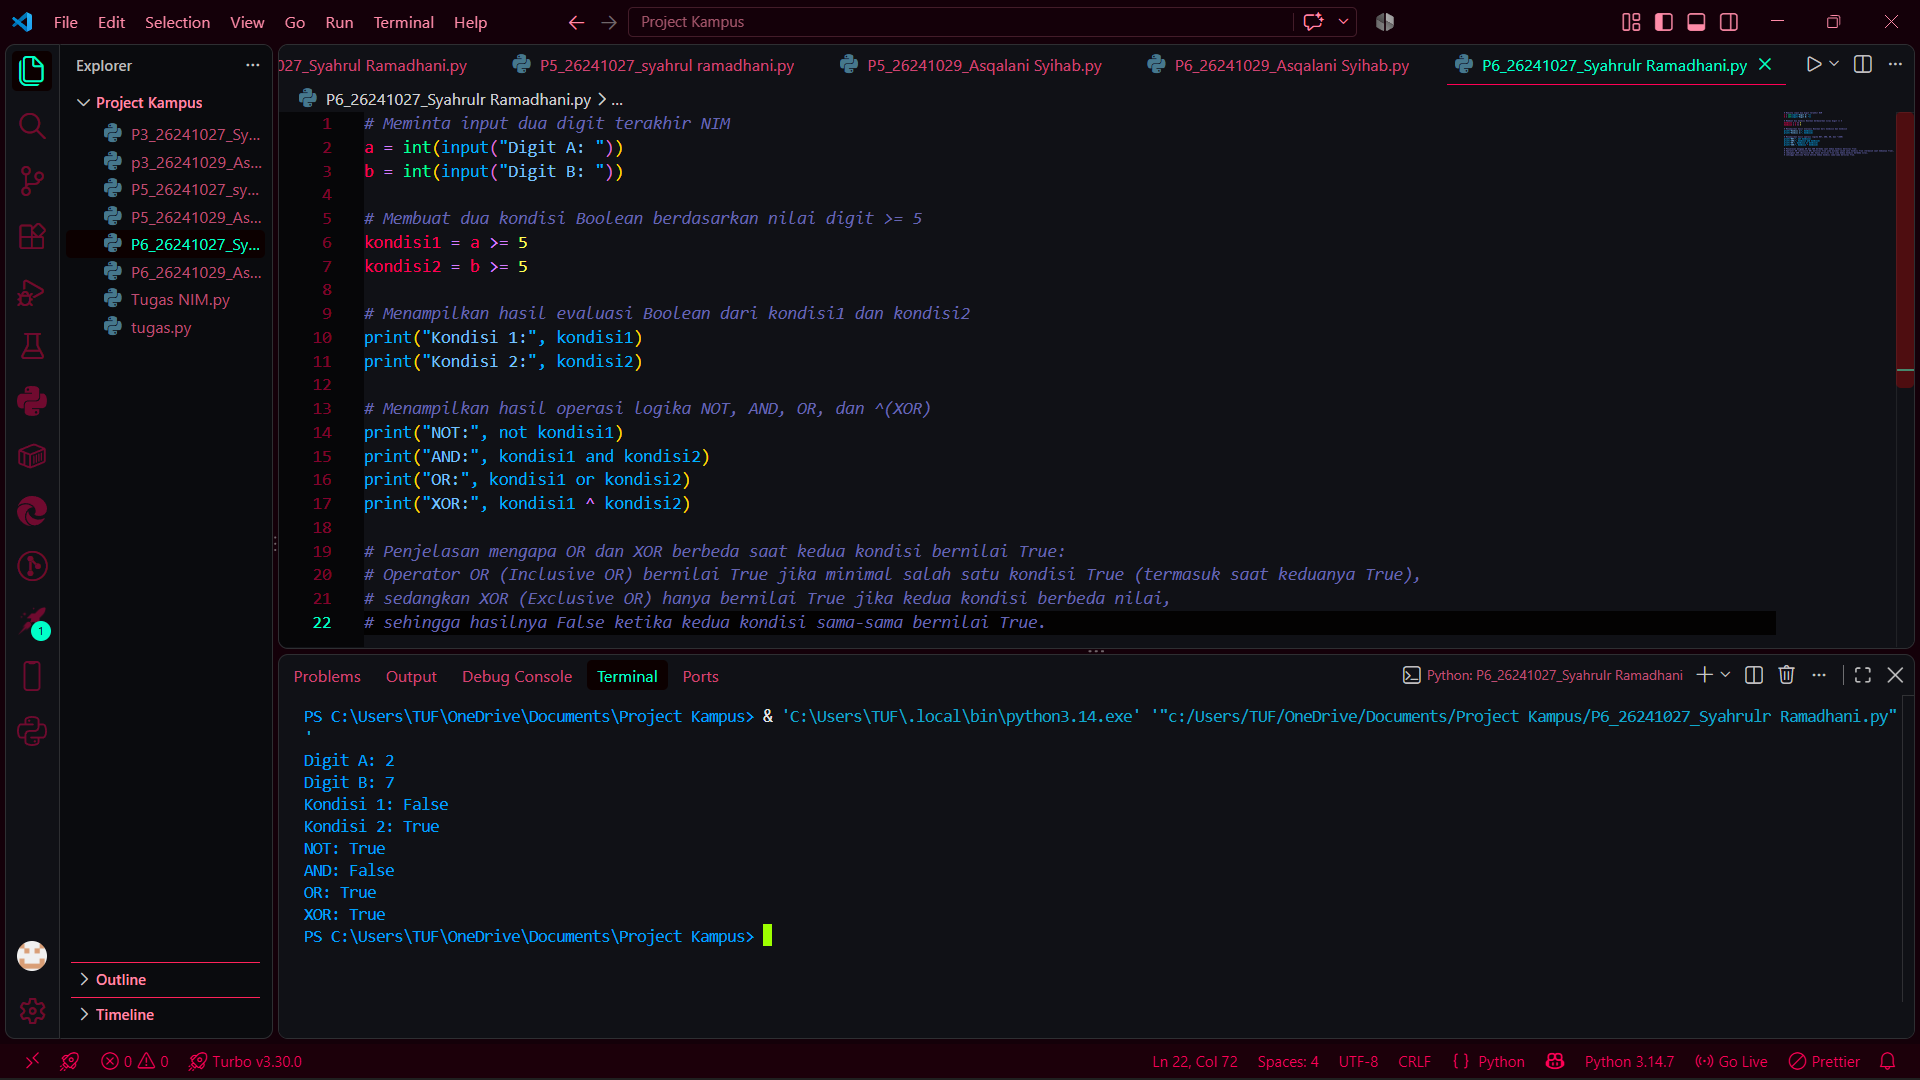 File Edit Selection View Go Run Terminal Help
Project Kampus
Explorer
Project Kampus
P3_26241027_Sy...
p3_26241029_As...
P5_26241027_sy...
P5_26241029_As...
P6_26241027_Sy...
P6_26241029_As...
Tugas NIM.py
tugas.py
Outline
Timeline
027_Syahrul Ramadhani.py P5_26241027_syahrul ramadhani.py P5_26241029_Asqalani Syihab.py P6_26241029_Asqalani Syihab.py P6_26241027_Syahrulr Ramadhani.py
P6_26241027_Syahrulr Ramadhani.py > ...
1 # Meminta input dua digit terakhir NIM
2 a = int(input("Digit A: "))
3 b = int(input("Digit B: "))
4
5 # Membuat dua kondisi Boolean berdasarkan nilai digit >= 5
6 kondisi1 = a >= 5
7 kondisi2 = b >= 5
8
9 # Menampilkan hasil evaluasi Boolean dari kondisi1 dan kondisi2
10 print("Kondisi 1:", kondisi1)
11 print("Kondisi 2:", kondisi2)
12
13 # Menampilkan hasil operasi logika NOT, AND, OR, dan ^(XOR)
14 print("NOT:", not kondisi1)
15 print("AND:", kondisi1 and kondisi2)
16 print("OR:", kondisi1 or kondisi2)
17 print("XOR:", kondisi1 ^ kondisi2)
18
19 # Penjelasan mengapa OR dan XOR berbeda saat kedua kondisi bernilai True:
20 # Operator OR (Inclusive OR) bernilai True jika minimal salah satu kondisi True (termasuk saat keduanya True),
21 # sedangkan XOR (Exclusive OR) hanya bernilai True jika kedua kondisi berbeda nilai,
22 # sehingga hasilnya False ketika kedua kondisi sama-sama bernilai True.
Problems Output Debug Console Terminal Ports
Python: P6_26241027_Syahrulr Ramadhani
PS C:\Users\TUF\OneDrive\Documents\Project Kampus> & 'C:\Users\TUF\.local\bin\python3.14.exe' '"c:/Users/TUF/OneDrive/Documents/Project Kampus/P6_26241027_Syahrulr Ramadhani.py"
'
Digit A: 2
Digit B: 7
Kondisi 1: False
Kondisi 2: True
NOT: True
AND: False
OR: True
XOR: True
PS C:\Users\TUF\OneDrive\Documents\Project Kampus>
1
0 0 Turbo v3.30.0
Ln 22, Col 72 Spaces: 4 UTF-8 CRLF { } Python Python 3.14.7 Go Live Prettier